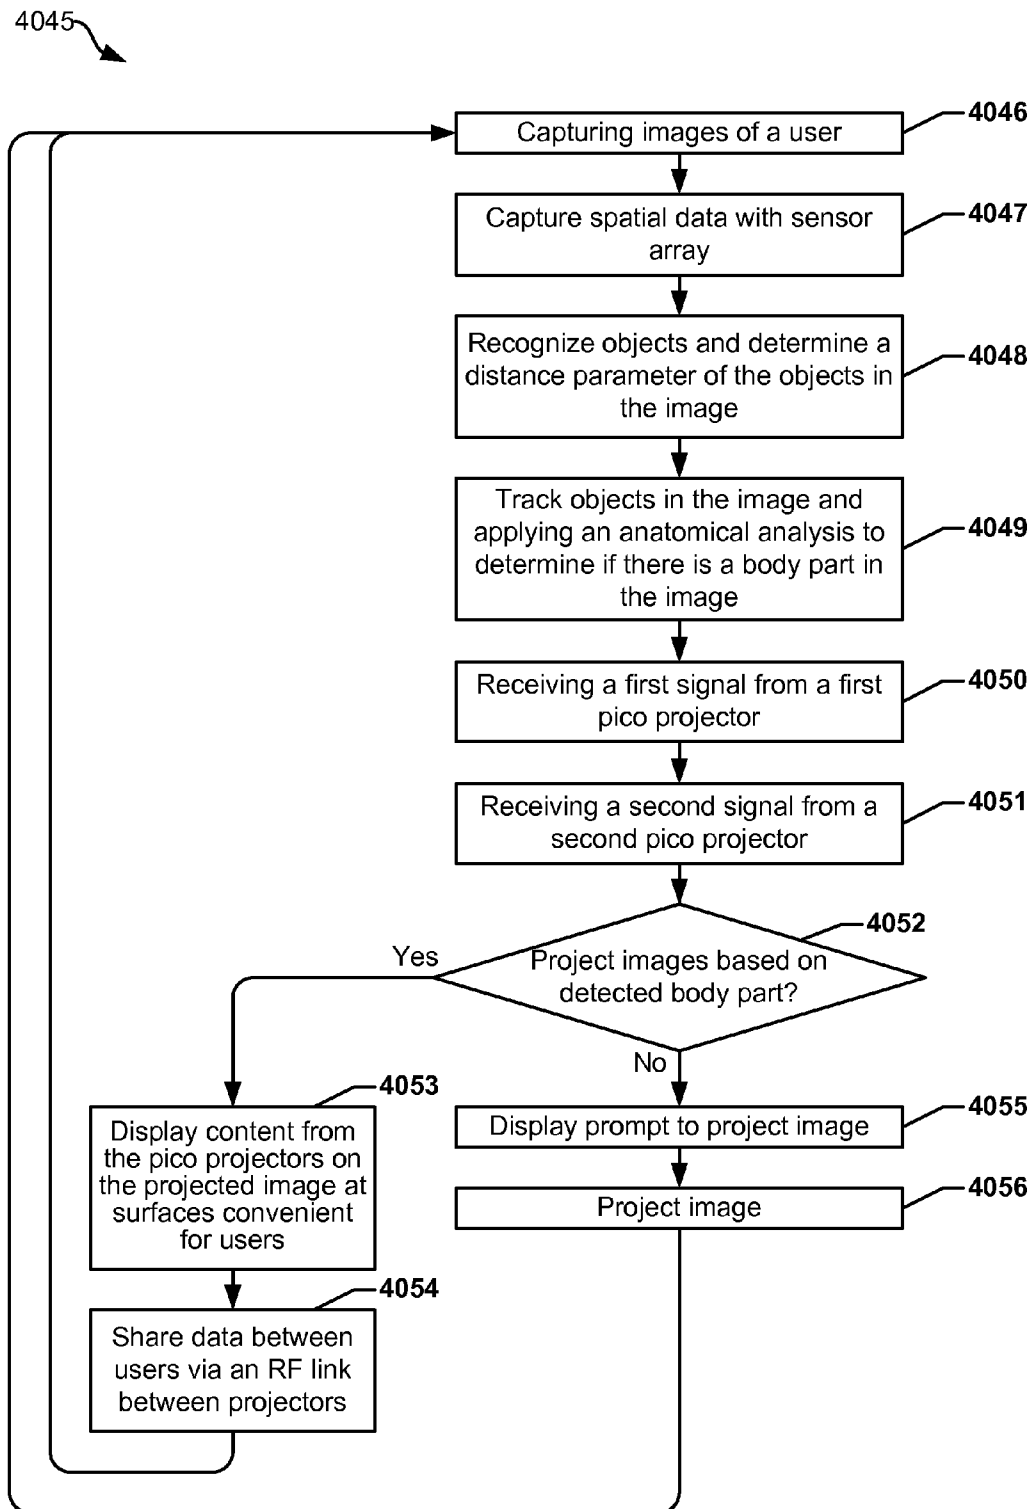 4045
Capturing images of a user
4046
Capture spatial data with sensor
array
4047
Recognize objects and determine a
distance parameter of the objects in
the image
4048
Track objects in the image and
applying an anatomical analysis to
determine if there is a body part in
the image
4049
Receiving a first signal from a first
pico projector
4050
Receiving a second signal from a
second pico projector
4051
4052
Project images based on
detected body part?
Yes
No
4053
Display content from
the pico projectors on
the projected image at
surfaces convenient
for users
4054
Share data between
users via an RF link
between projectors
Display prompt to project image
4055
Project image
4056